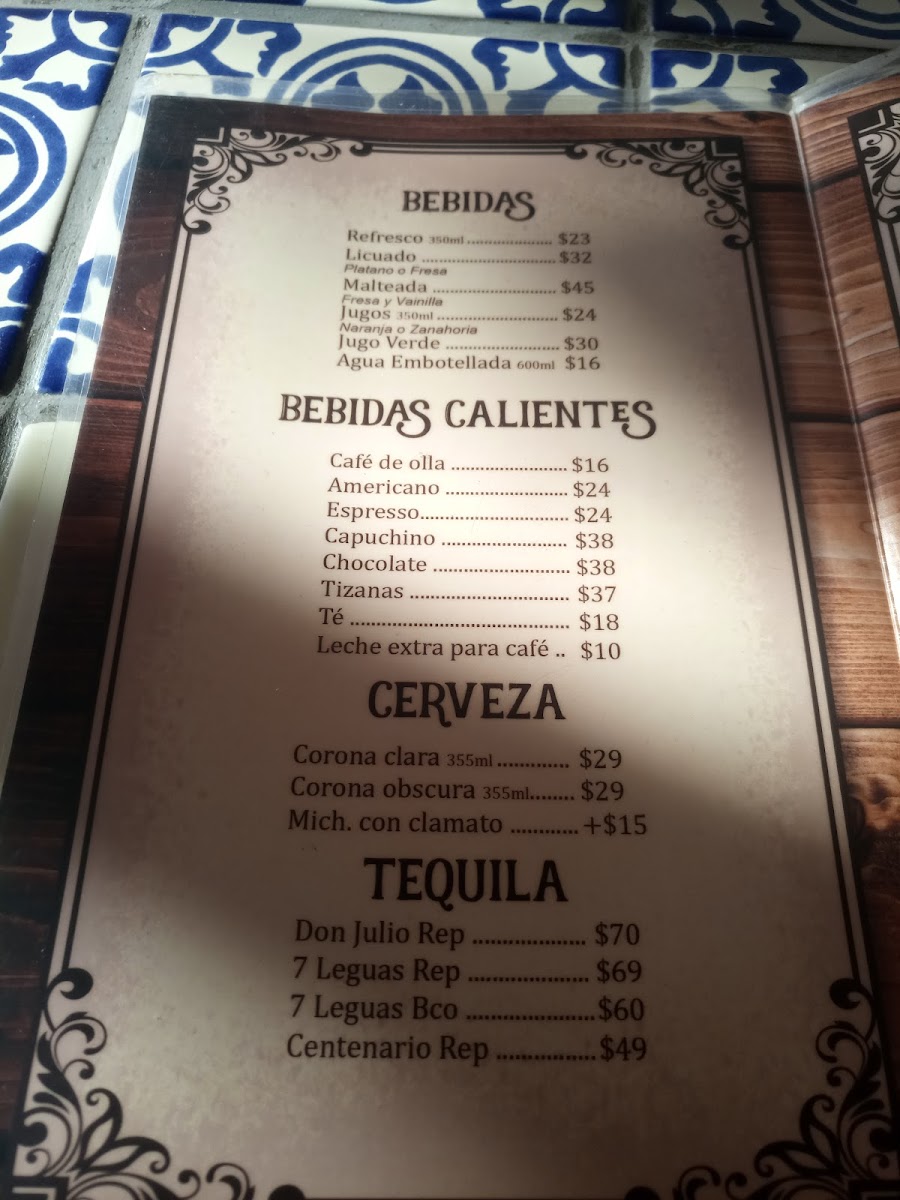 BEBIDAS
Refresco 350ml ..................... $23
Licuado .................................$32
Platano o Fresa
Malteada .............................. $45
Fresa y Vainilla
Jugos 350ml .............................. $24
Naranja o Zanahoria
Jugo Verde ............................ $30
Agua Embotellada 600ml $16
BEBIDAS CALIENTES
Café de olla .......................... $16
Americano ........................... $24
Espresso................................. $24
Capuchino ........................... $38
Chocolate .............................. $38
Tizanas .................................. $37
Té ............................................ $18
Leche extra para café .. $10
CERVEZA
Corona clara 355ml ............. $29
Corona obscura 355ml........ $29
Mich. con clamato ............+$15
TEQUILA
Don Julio Rep .................... $70
7 Leguas Rep ..................... $69
7 Leguas Bco ......................$60
Centenario Rep .................$49